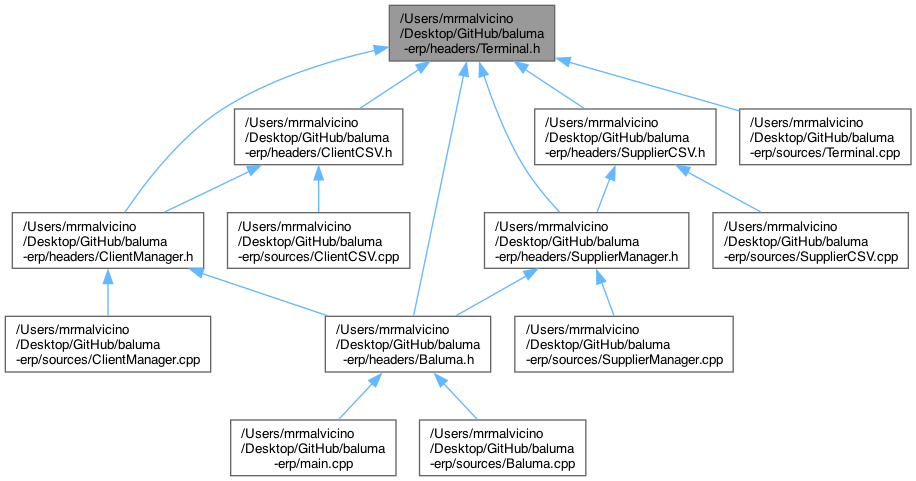 /Users/mrmalvicino
/Desktop/GitHub/baluma
-erp/headers/Terminal.h
/Users/mrmalvicino
/Desktop/GitHub/baluma
-erp/headers/ClientCSV.h
/Users/mrmalvicino
/Desktop/GitHub/baluma
-erp/headers/SupplierCSV.h
/Users/mrmalvicino
/Desktop/GitHub/baluma
-erp/sources/Terminal.cpp
/Users/mrmalvicino
/Desktop/GitHub/baluma
-erp/headers/ClientManager.h
/Users/mrmalvicino
/Desktop/GitHub/baluma
-erp/sources/ClientCSV.cpp
/Users/mrmalvicino
/Desktop/GitHub/baluma
-erp/headers/SupplierManager.h
/Users/mrmalvicino
/Desktop/GitHub/baluma
-erp/sources/SupplierCSV.cpp
/Users/mrmalvicino
/Desktop/GitHub/baluma
-erp/sources/ClientManager.cpp
/Users/mrmalvicino
/Desktop/GitHub/baluma
-erp/headers/Baluma.h
/Users/mrmalvicino
/Desktop/GitHub/baluma
-erp/sources/SupplierManager.cpp
/Users/mrmalvicino
/Desktop/GitHub/baluma
-erp/main.cpp
/Users/mrmalvicino
/Desktop/GitHub/baluma
-erp/sources/Baluma.cpp